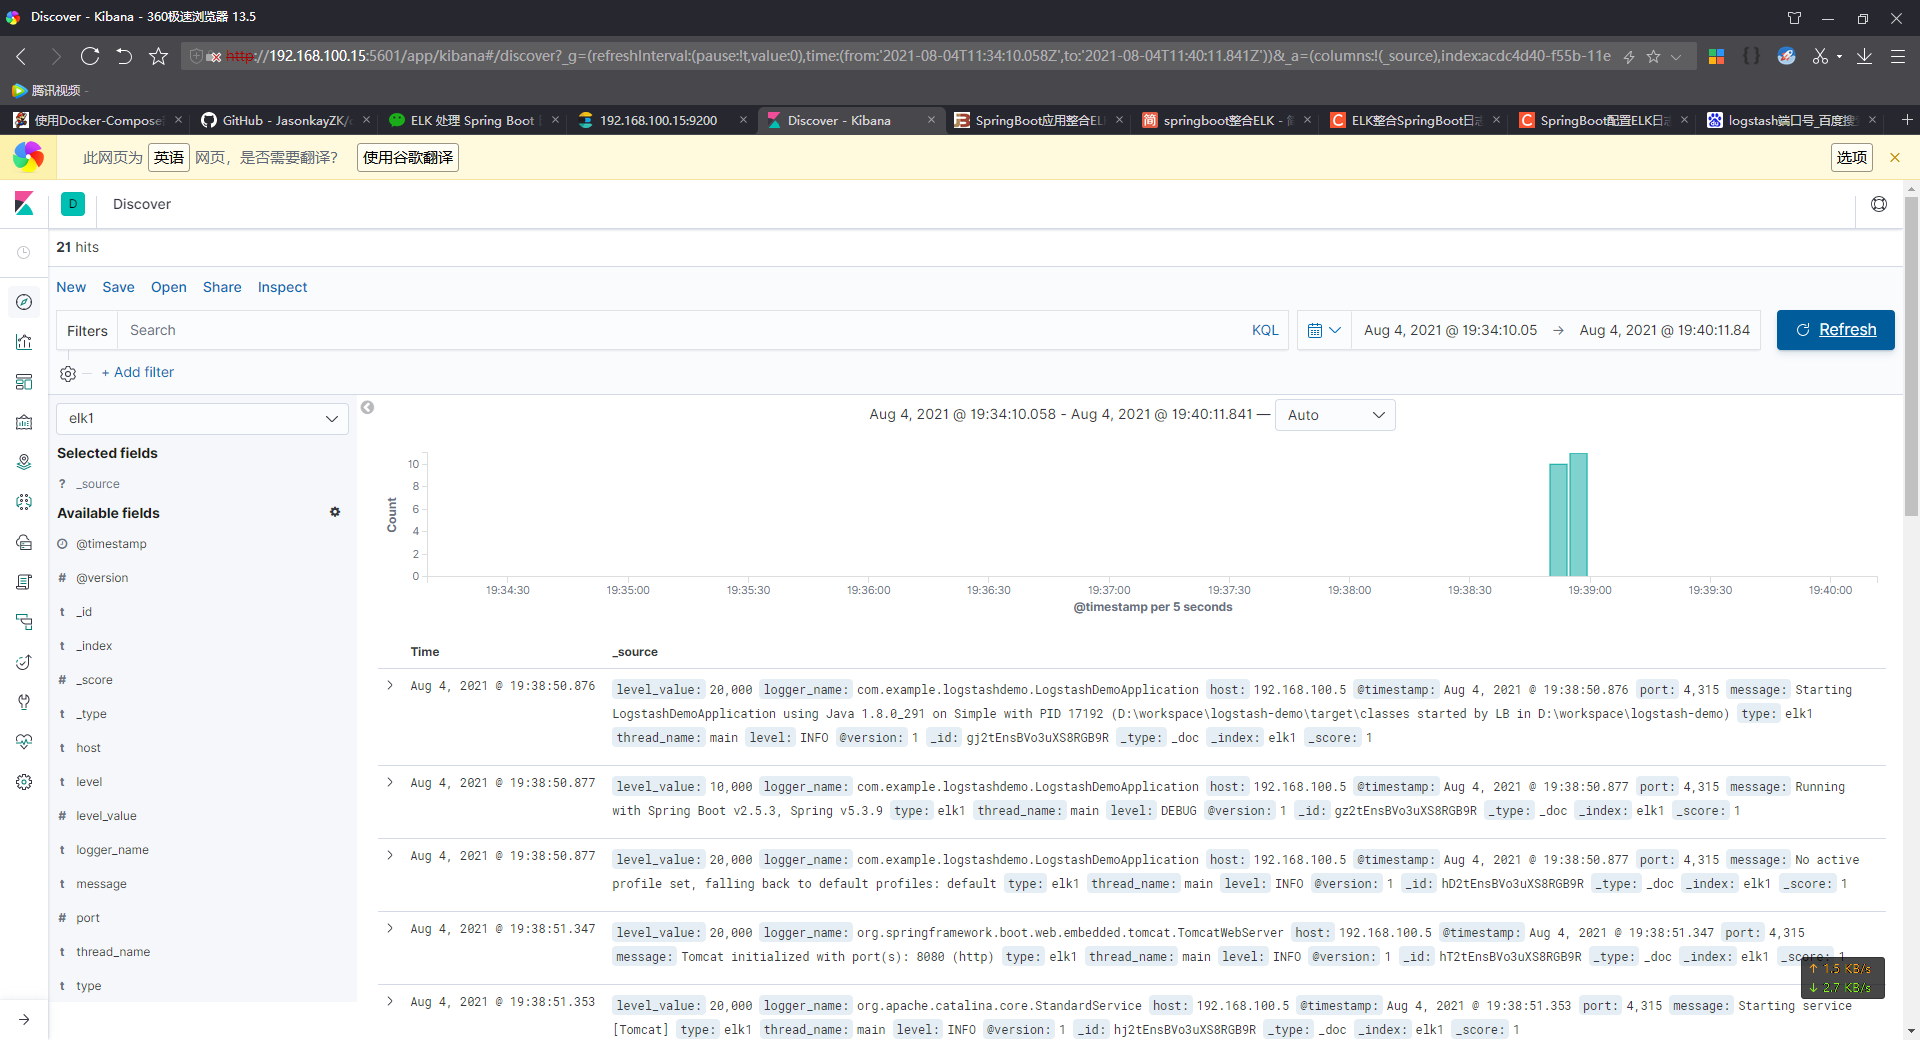 Discover - Kibana - 360极速浏览器 13.5
http://192.168.100.15:5601/app/kibana#/discover?_g=(refreshInterval:(pause:!t,value:0),time:(from:'2021-08-04T11:34:10.058Z',to:'2021-08-04T11:40:11.841Z'))&_a=(columns:!(_source),index:acdc4d40-f55b-11e
腾讯视频 -
使用Docker-Compose
GitHub - JasonkayZK/
ELK 处理 Spring Boot
192.168.100.15:9200
Discover - Kibana
SpringBoot应用整合EL
springboot整合ELK -
ELK整合SpringBoot日
SpringBoot配置ELK日
logstash端口号_百度搜
此网页为 英语 网页，是否需要翻译？ 使用谷歌翻译 选项
D Discover
21 hits
New Save Open Share Inspect
Filters Search KQL Aug 4, 2021 @ 19:34:10.05 → Aug 4, 2021 @ 19:40:11.84 Refresh
+ Add filter
elk1
Selected fields
? _source
Available fields
@timestamp
# @version
t _id
t _index
# _score
t _type
t host
t level
# level_value
t logger_name
t message
# port
t thread_name
t type
Aug 4, 2021 @ 19:34:10.058 - Aug 4, 2021 @ 19:40:11.841 — Auto
Count
10
8
6
4
2
0
19:34:30 19:35:00 19:35:30 19:36:00 19:36:30 19:37:00 19:37:30 19:38:00 19:38:30 19:39:00 19:39:30 19:40:00
@timestamp per 5 seconds
Time _source
Aug 4, 2021 @ 19:38:50.876 level_value: 20,000 logger_name: com.example.logstashdemo.LogstashDemoApplication host: 192.168.100.5 @timestamp: Aug 4, 2021 @ 19:38:50.876 port: 4,315 message: Starting
LogstashDemoApplication using Java 1.8.0_291 on Simple with PID 17192 (D:\workspace\logstash-demo\target\classes started by LB in D:\workspace\logstash-demo) type: elk1
thread_name: main level: INFO @version: 1 _id: gj2tEnsBVo3uXS8RGB9R _type: _doc _index: elk1 _score: 1
Aug 4, 2021 @ 19:38:50.877 level_value: 10,000 logger_name: com.example.logstashdemo.LogstashDemoApplication host: 192.168.100.5 @timestamp: Aug 4, 2021 @ 19:38:50.877 port: 4,315 message: Running
with Spring Boot v2.5.3, Spring v5.3.9 type: elk1 thread_name: main level: DEBUG @version: 1 _id: gz2tEnsBVo3uXS8RGB9R _type: _doc _index: elk1 _score: 1
Aug 4, 2021 @ 19:38:50.877 level_value: 20,000 logger_name: com.example.logstashdemo.LogstashDemoApplication host: 192.168.100.5 @timestamp: Aug 4, 2021 @ 19:38:50.877 port: 4,315 message: No active
profile set, falling back to default profiles: default type: elk1 thread_name: main level: INFO @version: 1 _id: hD2tEnsBVo3uXS8RGB9R _type: _doc _index: elk1 _score: 1
Aug 4, 2021 @ 19:38:51.347 level_value: 20,000 logger_name: org.springframework.boot.web.embedded.tomcat.TomcatWebServer host: 192.168.100.5 @timestamp: Aug 4, 2021 @ 19:38:51.347 port: 4,315
message: Tomcat initialized with port(s): 8080 (http) type: elk1 thread_name: main level: INFO @version: 1 _id: hT2tEnsBVo3uXS8RGB9R _type: _doc _index: elk1 _score: 1
↑ 1.5 KB/s
↓ 2.7 KB/s
Aug 4, 2021 @ 19:38:51.353 level_value: 20,000 logger_name: org.apache.catalina.core.StandardService host: 192.168.100.5 @timestamp: Aug 4, 2021 @ 19:38:51.353 port: 4,315 message: Starting service
[Tomcat] type: elk1 thread_name: main level: INFO @version: 1 _id: hj2tEnsBVo3uXS8RGB9R _type: _doc _index: elk1 _score: 1